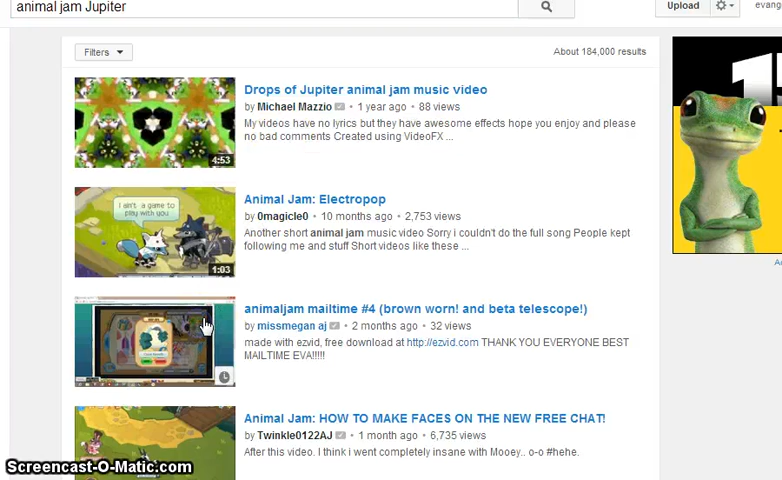 animal jam Jupiter
Upload
evang
Filters
About 184,000 results
Drops of Jupiter animal jam music video
by Michael Mazzio • 1 year ago • 88 views
My videos have no lyrics but they have awesome effects hope you enjoy and please
no bad comments Created using VideoFX ...
4:53
Animal Jam: Electropop
by 0magicle0 • 10 months ago • 2,753 views
Another short animal jam music video Sorry i couldn't do the full song People kept
following me and stuff Short videos like these ...
I ain't a game to
play with you
1:03
animaljam mailtime #4 (brown worn! and beta telescope!)
by missmegan aj • 2 months ago • 32 views
made with ezvid, free download at http://ezvid.com THANK YOU EVERYONE BEST
MAILTIME EVA!!!!!
Animal Jam: HOW TO MAKE FACES ON THE NEW FREE CHAT!
by Twinkle0122AJ • 1 month ago • 6,735 views
After this video. I think i went completely insane with Mooey.. o-o #hehe.
Screencast-O-Matic.com